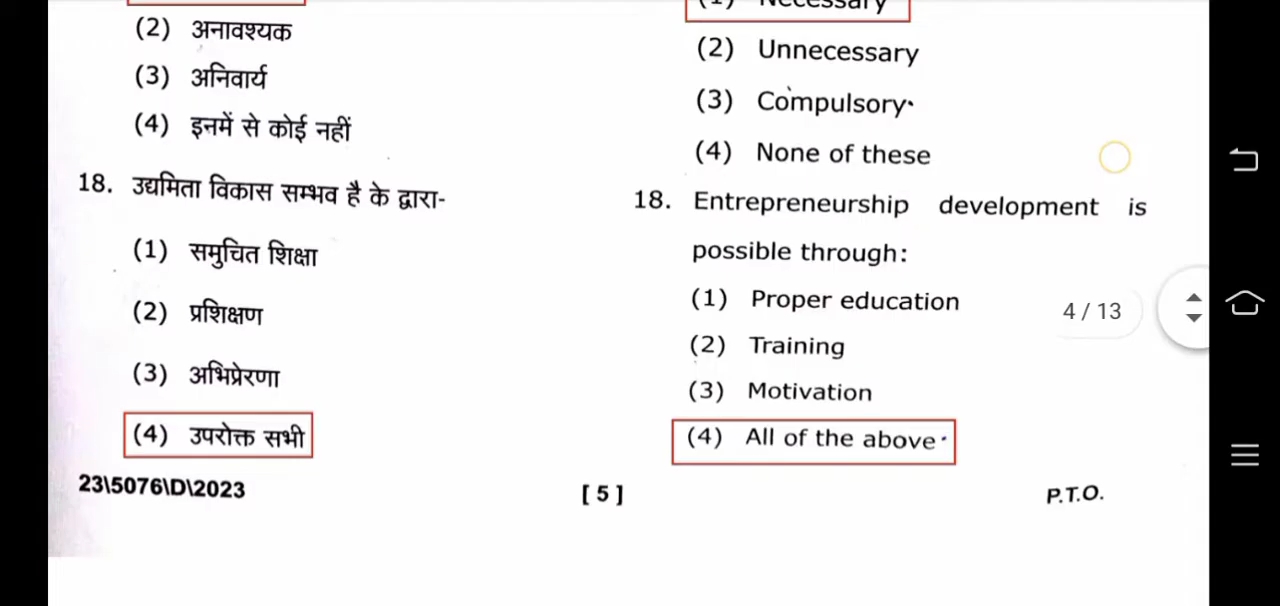 (2) अनावश्यक
(3) अनिवार्य
(4) इनमें से कोई नहीं
18. उद्यमिता विकास सम्भव है के द्वारा-
(1) समुचित शिक्षा
(2) प्रशिक्षण
(3) अभिप्रेरणा
(4) उपरोक्त सभी
(1) Necessary
(2) Unnecessary
(3) Compulsory
(4) None of these
18. Entrepreneurship development is
possible through:
(1) Proper education
(2) Training
(3) Motivation
(4) All of the above
4 / 13
23\5076\D\2023
[ 5 ]
P.T.O.